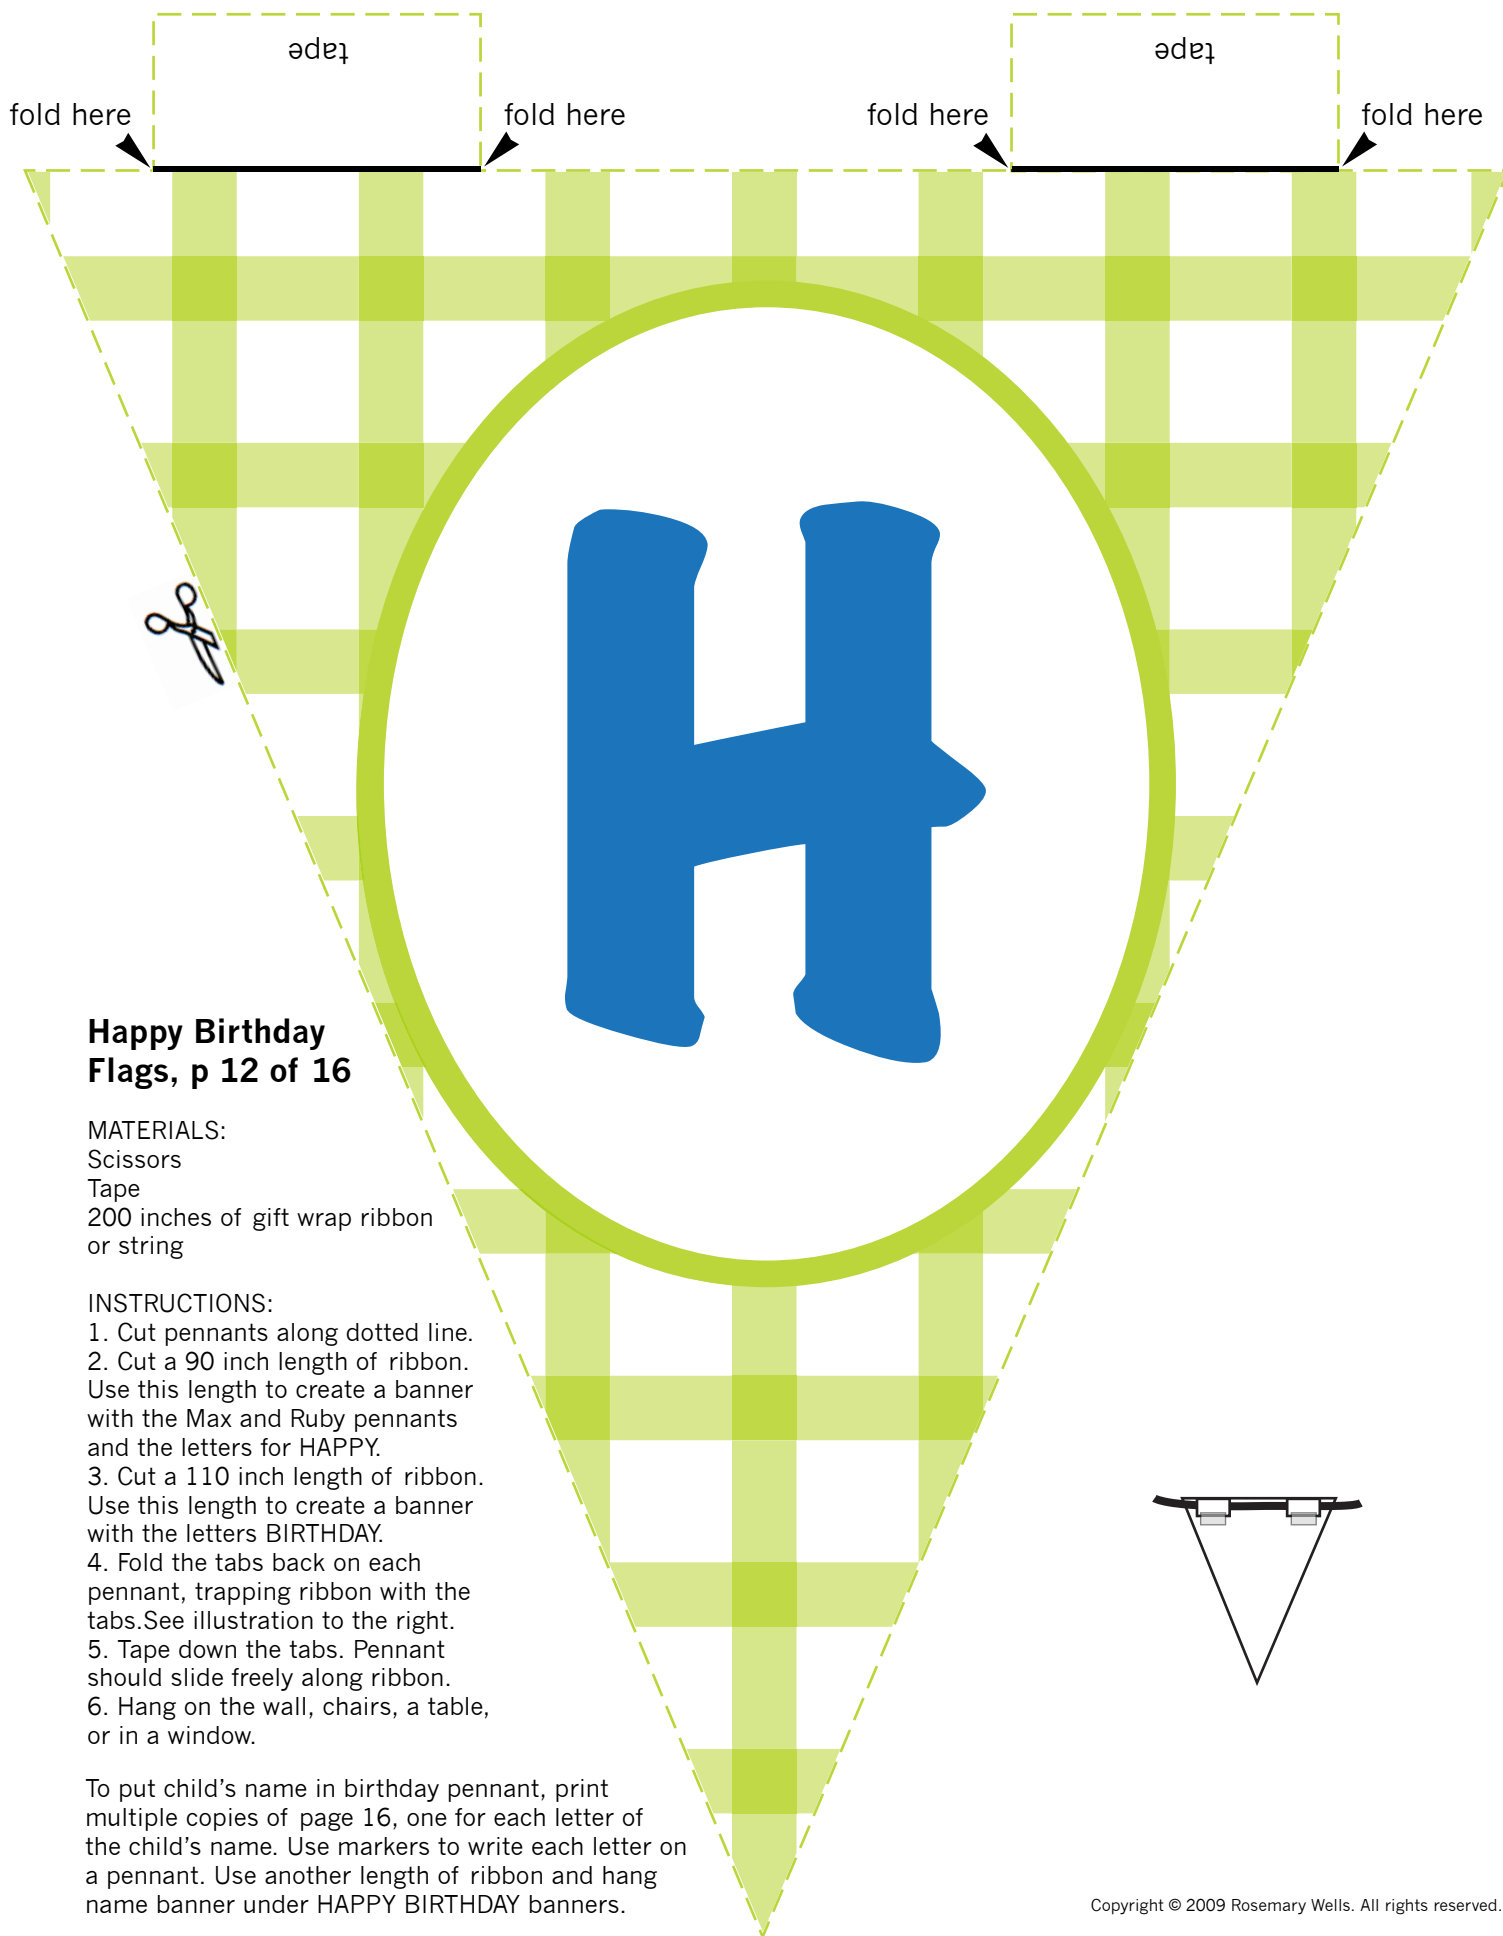 tape
tape
fold here
fold here
fold here
fold here
H
Happy Birthday
Flags, p 12 of 16
MATERIALS:
Scissors
Tape
200 inches of gift wrap ribbon
or string
INSTRUCTIONS:
1. Cut pennants along dotted line.
2. Cut a 90 inch length of ribbon.
Use this length to create a banner
with the Max and Ruby pennants
and the letters for HAPPY.
3. Cut a 110 inch length of ribbon.
Use this length to create a banner
with the letters BIRTHDAY.
4. Fold the tabs back on each
pennant, trapping ribbon with the
tabs.See illustration to the right.
5. Tape down the tabs. Pennant
should slide freely along ribbon.
6. Hang on the wall, chairs, a table,
or in a window.
To put child’s name in birthday pennant, print
multiple copies of page 16, one for each letter of
the child’s name. Use markers to write each letter on
a pennant. Use another length of ribbon and hang
name banner under HAPPY BIRTHDAY banners.
Copyright © 2009 Rosemary Wells. All rights reserved.